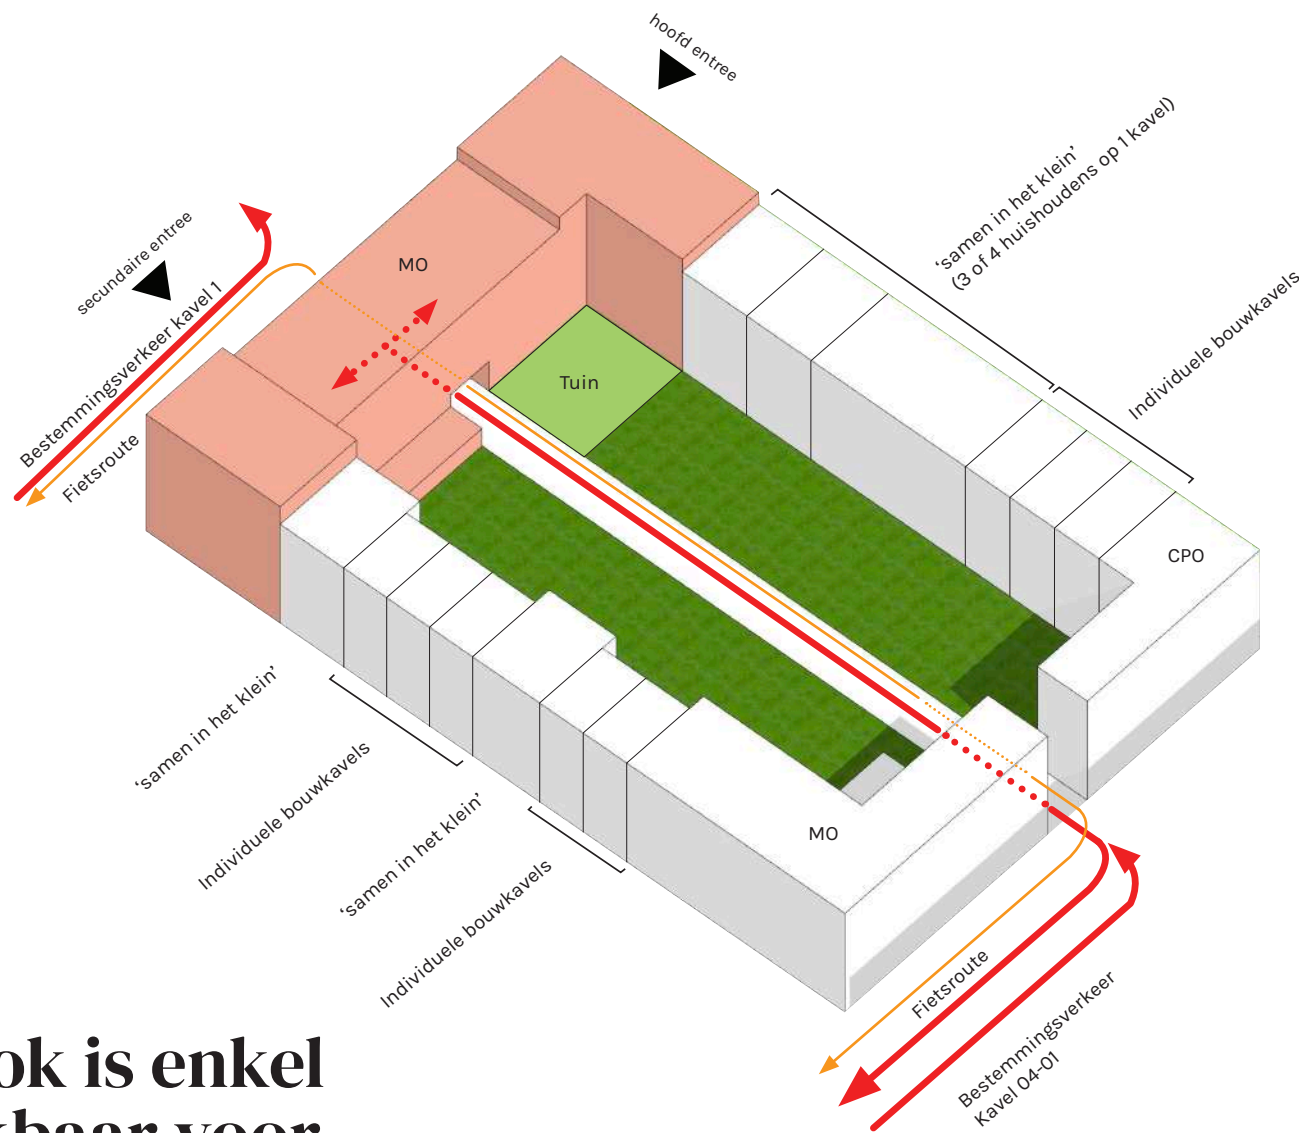 hoofd entree
‘samen in het klein’
(3 of 4 huishoudens op 1 kavel)
secundaire entree
MO
Individuele bouwkavels
Bestemmingsverkeer kavel 1
Tuin
Fietsroute
CPO
‘samen in het klein’
Individuele bouwkavels
‘samen in het klein’
Individuele bouwkavels
MO
Fietsroute
Bestemmingsverkeer
Kavel 04-01
ok is enkel
kbaar voor